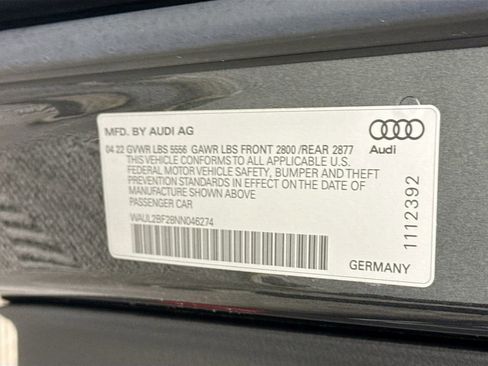 MFD. BY AUDI AG
04 22 GVWR LBS 5556 GAWR LBS FRONT 2800 /REAR 2877
THIS VEHICLE CONFORMS TO ALL APPLICABLE U.S.
FEDERAL MOTOR VEHICLE SAFETY, BUMPER AND THEFT
PREVENTION STANDARDS IN EFFECT ON THE DATE OF
MANUFACTURE SHOWN ABOVE
PASSENGER CAR
WAUL2BF2BNN046274
GERMANY
Audi
1112392